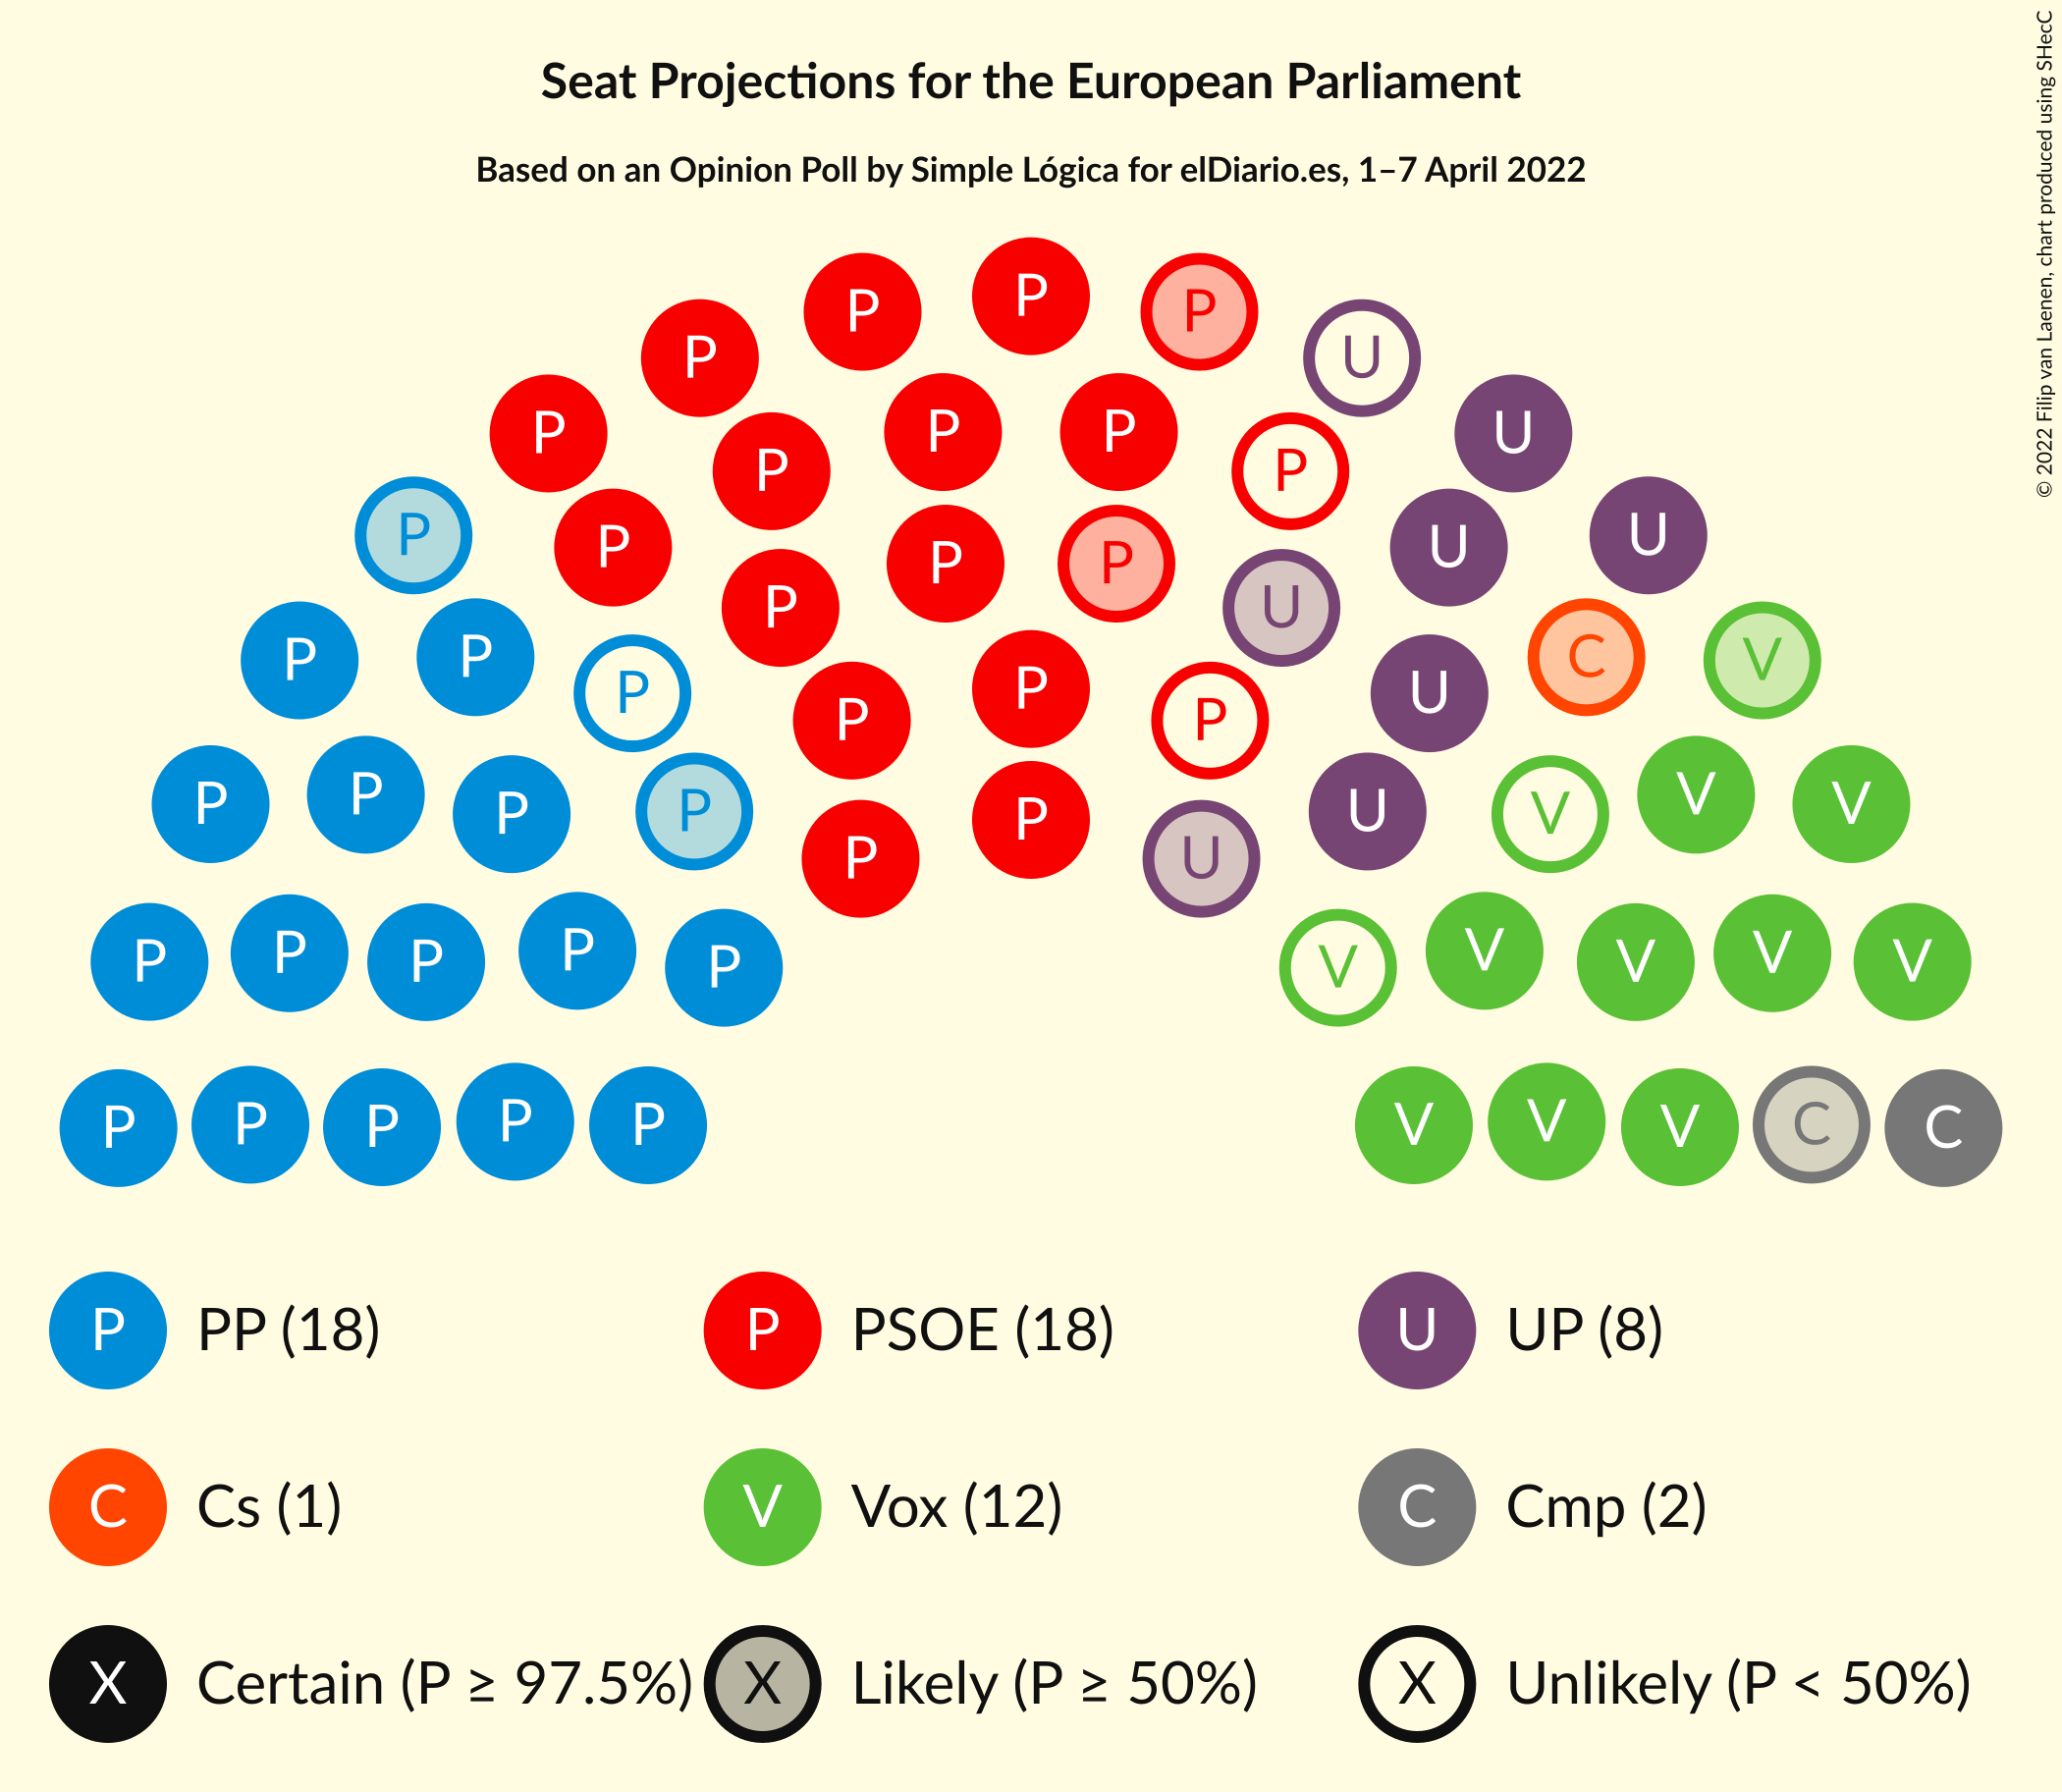 Seat Projections for the European Parliament
Based on an Opinion Poll by Simple Lógica for elDiario.es, 1–7 April 2022
© 2022 Filip van Laenen, chart produced using SHecC
P P P
P U
P P U
P P
P P
P P U U
P P P U
P P C V
P U
P P P
P P P P U V V V
P P
P U
P P P P P V V V V V
P P P P P V V V C C
P PP (18) P PSOE (18) U UP (8)
C Cs (1) V Vox (12) C Cmp (2)
X Certain (P ≥ 97.5%) X Likely (P ≥ 50%) X Unlikely (P < 50%)